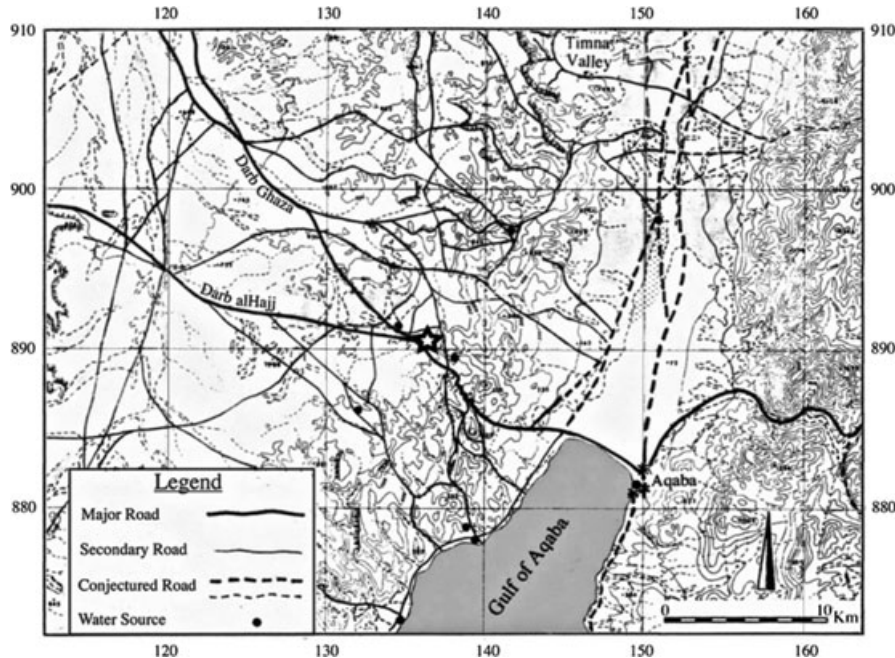 120 130 140 150 160
910 910
Timna
Valley
900 900
Darb Ghaza
Darb alHajj
890 890
Legend
Major Road
Secondary Road
Conjectured Road
Water Source
Aqaba
880 880
Gulf of Aqaba
0 10
Km
120 130 140 150 160